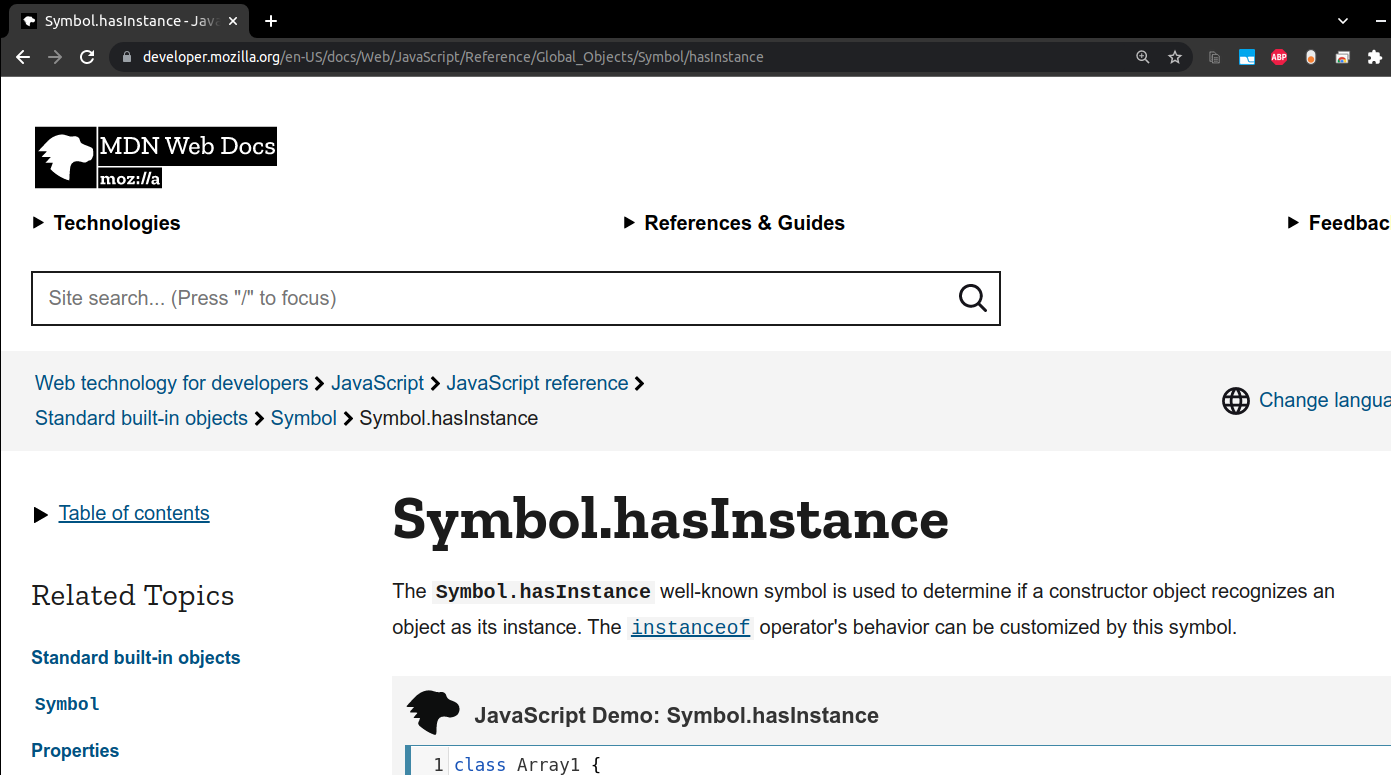 Symbol.hasInstance - Jav
developer.mozilla.org/en-US/docs/Web/JavaScript/Reference/Global_Objects/Symbol/hasInstance
ABP
MDN Web Docs
moz://a
Technologies
References & Guides
Feedbac
Site search... (Press "/" to focus)
Web technology for developers
JavaScript
JavaScript reference
Standard built-in objects
Symbol
Symbol.hasInstance
Change langua
Table of contents
Related Topics
Standard built-in objects
Symbol
Properties
Symbol.hasInstance
The Symbol.hasInstance well-known symbol is used to determine if a constructor object recognizes an
object as its instance. The instanceof operator's behavior can be customized by this symbol.
JavaScript Demo: Symbol.hasInstance
1 class Array1 {